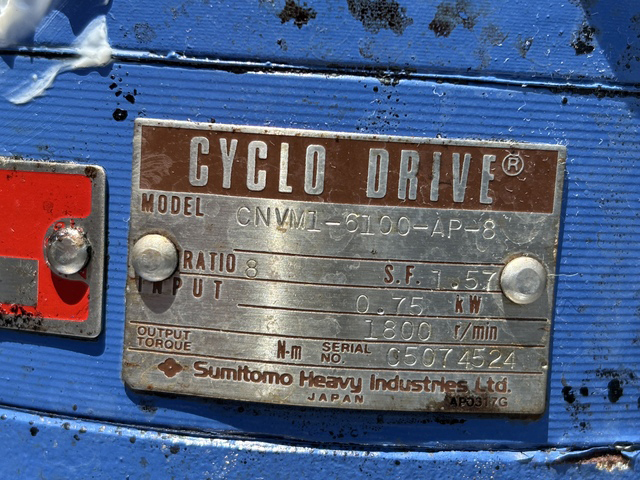 CYCLO DRIVE®
MODEL CNVM1-6100-AP-8
RATIO 8 S.F. 1.57
INPUT 0.75 kW
1800 r/min
OUTPUT TORQUE N-m SERIAL NO. 05074524
Sumitomo Heavy Industries, Ltd.
JAPAN AP0317G